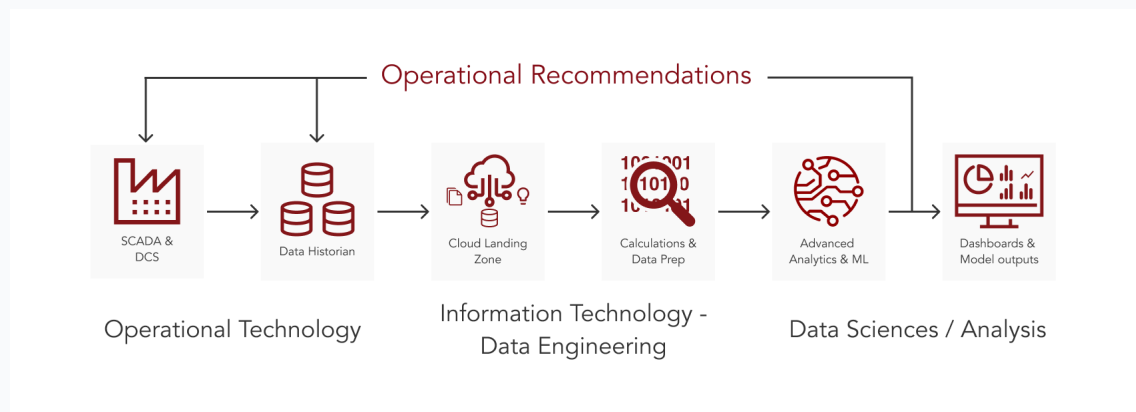 Operational Recommendations
SCADA &
DCS
Data Historian
Cloud Landing
Zone
Calculations &
Data Prep
Advanced
Analytics & ML
Dashboards &
Model outputs
Operational Technology
Information Technology -
Data Engineering
Data Sciences / Analysis